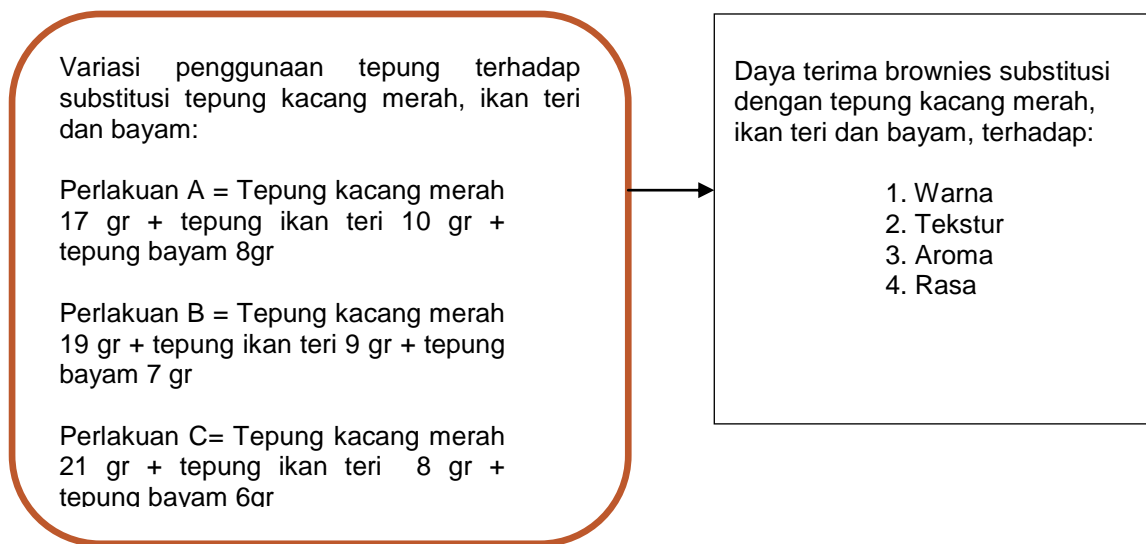 Variasi penggunaan tepung terhadap
substitusi tepung kacang merah, ikan teri
dan bayam:
Perlakuan A = Tepung kacang merah
17 gr + tepung ikan teri 10 gr +
tepung bayam 8gr
Perlakuan B = Tepung kacang merah
19 gr + tepung ikan teri 9 gr + tepung
bayam 7 gr
Perlakuan C= Tepung kacang merah
21 gr + tepung ikan teri 8 gr +
tepung bayam 6gr
Daya terima brownies substitusi
dengan tepung kacang merah,
ikan teri dan bayam, terhadap:
1. Warna
2. Tekstur
3. Aroma
4. Rasa